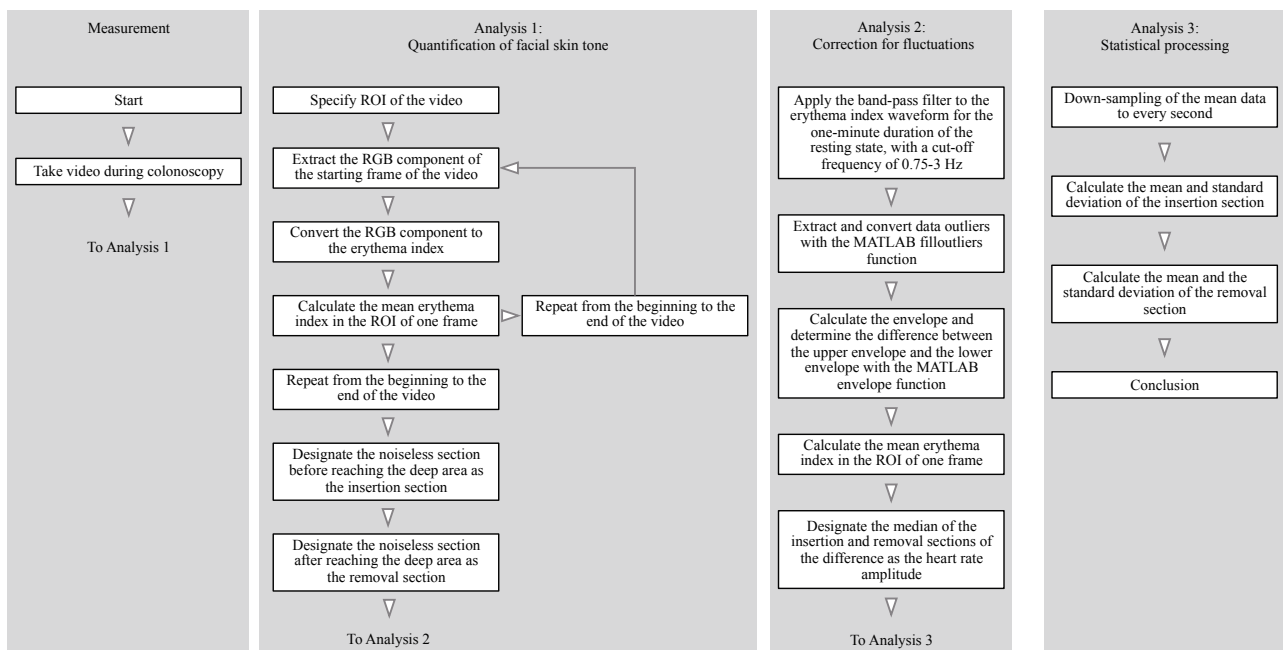 Measurement
Start
Take video during colonoscopy
To Analysis 1
Analysis 1:
Quantification of facial skin tone
Specify ROI of the video
Extract the RGB component of
the starting frame of the video
Convert the RGB component to
the erythema index
Calculate the mean erythema
index in the ROI of one frame
Repeat from the beginning to the
end of the video
Repeat from the beginning to the
end of the video
Designate the noiseless section
before reaching the deep area as
the insertion section
Designate the noiseless section
after reaching the deep area as
the removal section
To Analysis 2
Analysis 2:
Correction for fluctuations
Apply the band-pass filter to the
erythema index waveform for the
one-minute duration of the
resting state, with a cut-off
frequency of 0.75-3 Hz
Extract and convert data outliers
with the MATLAB filloutliers
function
Calculate the envelope and
determine the difference between
the upper envelope and the lower
envelope with the MATLAB
envelope function
Calculate the mean erythema
index in the ROI of one frame
Designate the median of the
insertion and removal sections of
the difference as the heart rate
amplitude
To Analysis 3
Analysis 3:
Statistical processing
Down-sampling of the mean data
to every second
Calculate the mean and standard
deviation of the insertion section
Calculate the mean and the
standard deviation of the removal
section
Conclusion